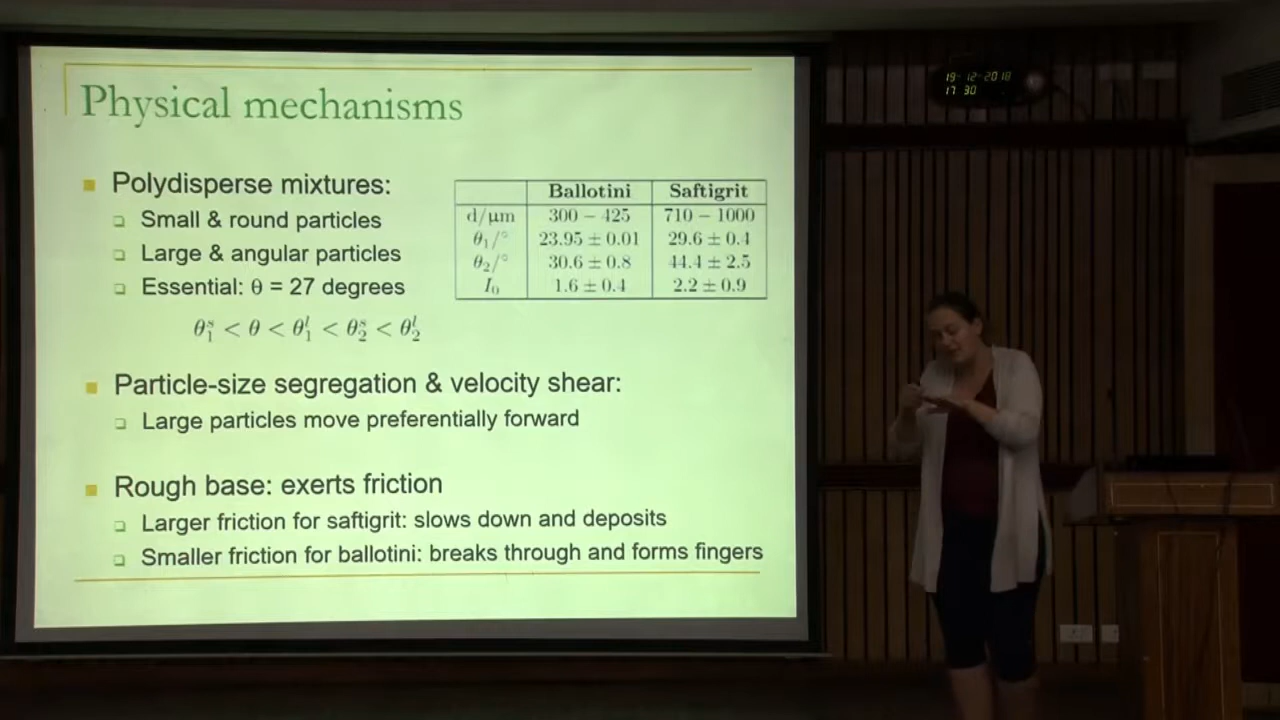 19-12-2018
17 30
Physical mechanisms
Polydisperse mixtures:
Small & round particles
Large & angular particles
Essential: θ = 27 degrees
θ₁ˢ < θ < θ₁ˡ < θ₂ˢ < θ₂ˡ
Ballotini Saftigrit
d/μm 300 – 425 710 – 1000
θ₁/° 23.95 ± 0.01 29.6 ± 0.4
θ₂/° 30.6 ± 0.8 44.4 ± 2.5
I₀ 1.6 ± 0.4 2.2 ± 0.9
Particle-size segregation & velocity shear:
Large particles move preferentially forward
Rough base: exerts friction
Larger friction for saftigrit: slows down and deposits
Smaller friction for ballotini: breaks through and forms fingers